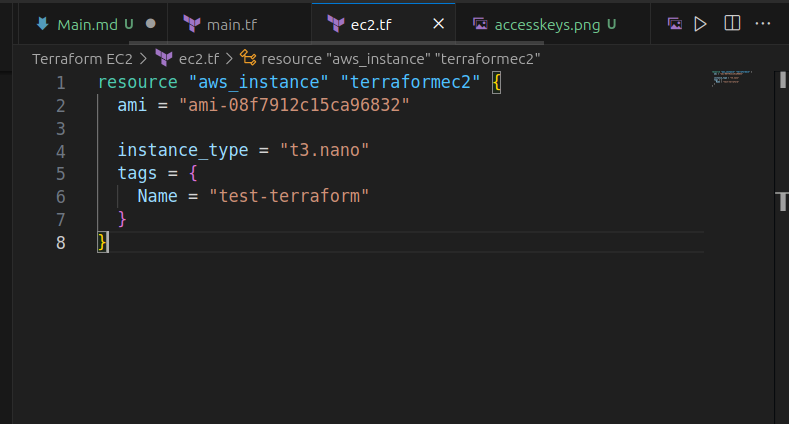 Main.md U
main.tf
ec2.tf
accesskeys.png U
Terraform EC2 > ec2.tf > resource "aws_instance" "terraformec2"
1 resource "aws_instance" "terraformec2" {
2   ami = "ami-08f7912c15ca96832"
3
4   instance_type = "t3.nano"
5   tags = {
6     Name = "test-terraform"
7   }
8 }